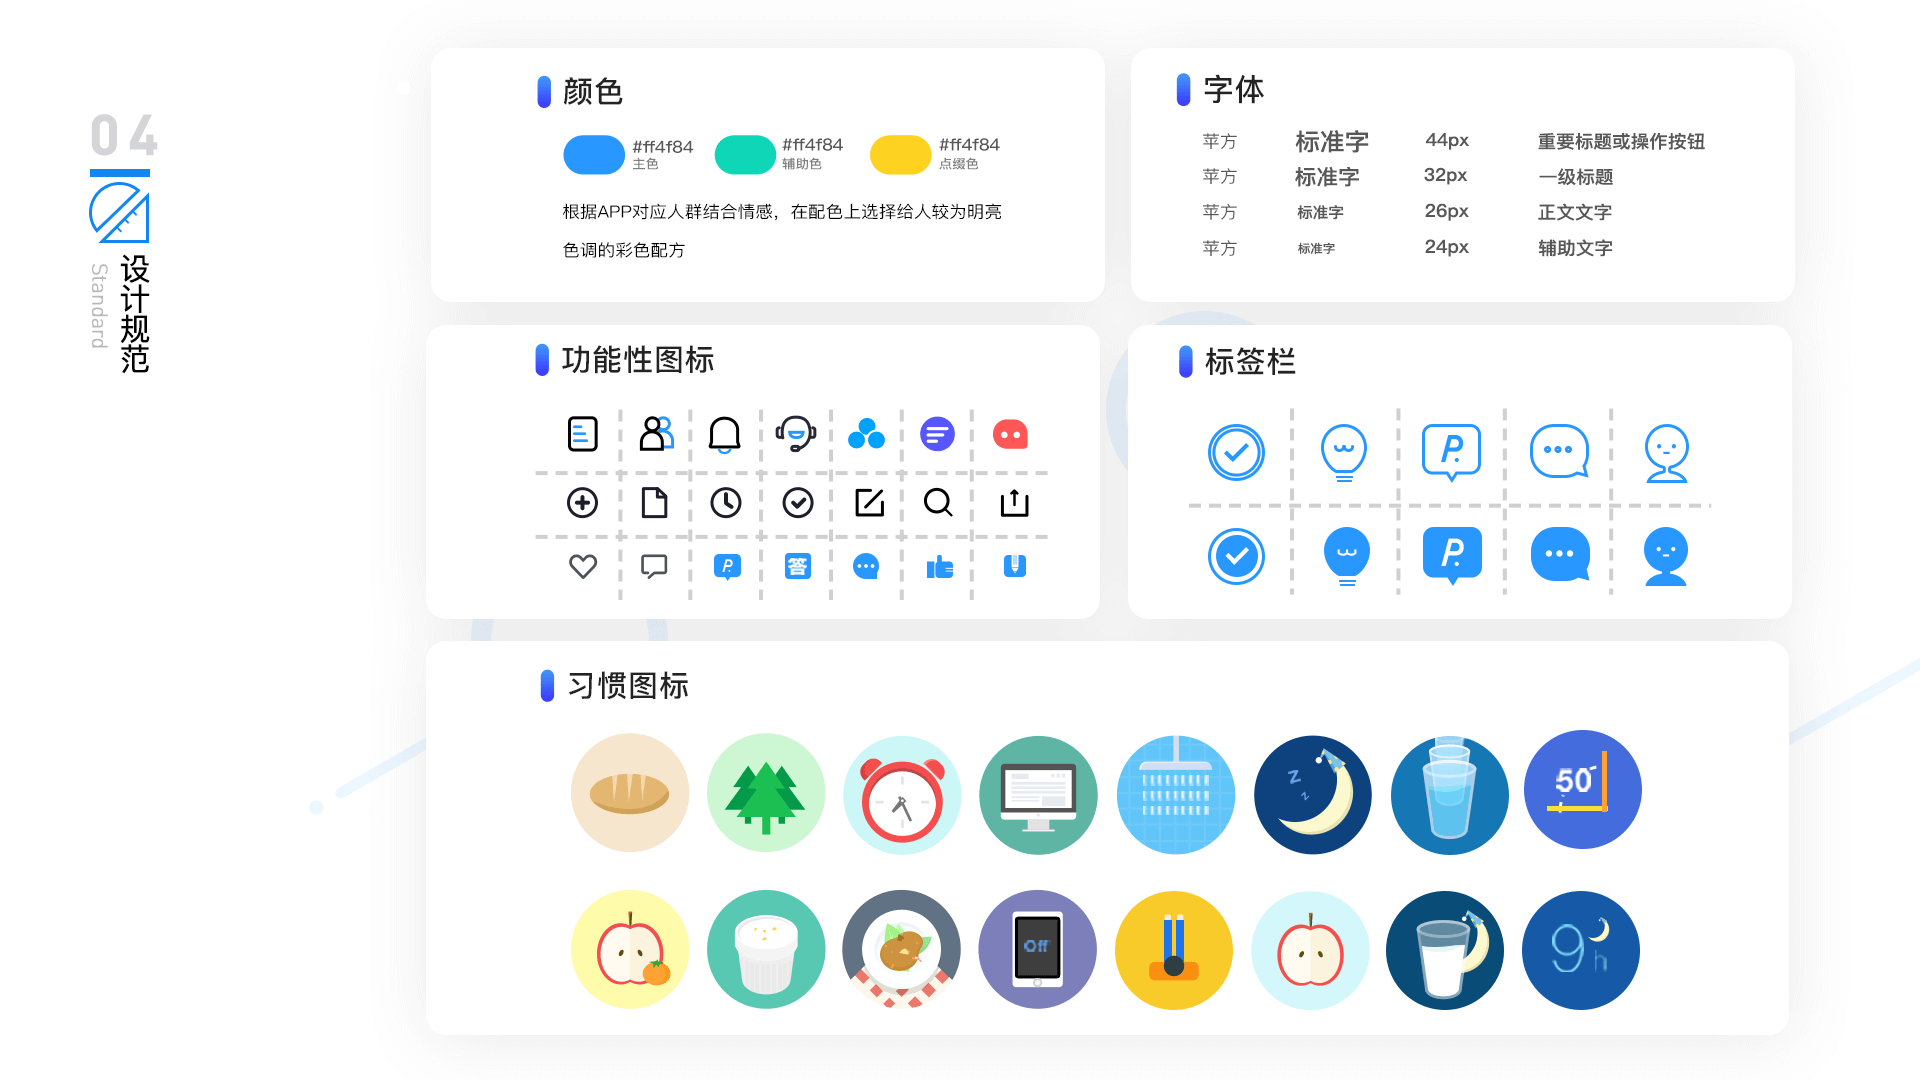 04
设计规范
Standard
颜色
#ff4f84
主色
#ff4f84
辅助色
#ff4f84
点缀色
根据APP对应人群结合情感，在配色上选择给人较为明亮
色调的彩色配方
字体
苹方 标准字 44px 重要标题或操作按钮
苹方 标准字 32px 一级标题
苹方 标准字 26px 正文文字
苹方 标准字 24px 辅助文字
功能性图标
P.
答
标签栏
P.
P.
习惯图标
z
z
50
Off
9h